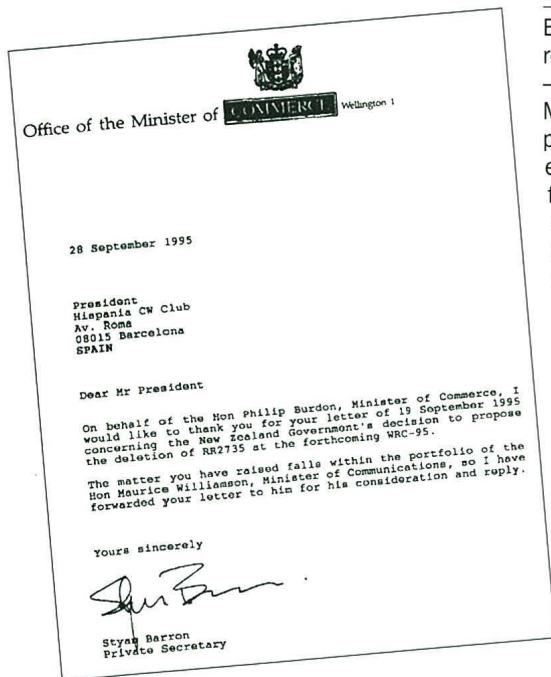 Office of the Minister of COMMERCE Wellington 1
28 September 1995
President
Hispania CW Club
Av. Roma
08015 Barcelona
SPAIN
Dear Mr President
On behalf of the Hon Philip Burdon, Minister of Commerce, I
would like to thank you for your letter of 19 September 1995
concerning the New Zealand Government's decision to propose
the deletion of RR2735 at the forthcoming WRC-95.
The matter you have raised falls within the portfolio of the
Hon Maurice Williamson, Minister of Communications, so I have
forwarded your letter to him for his consideration and reply.
Yours sincerely
Styan Barron
Private Secretary